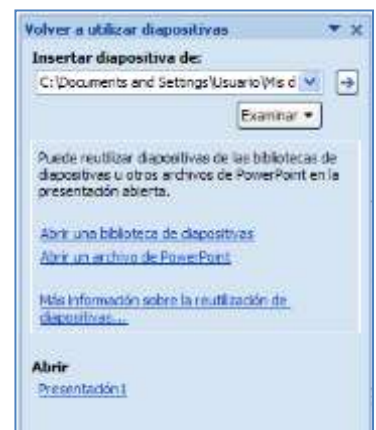 Volver a utilizar diapositivas
Insertar diapositiva de:
C:\Documents and Settings\Usuario\Mis d
Examinar
Puede reutilizar diapositivas de las bibliotecas de
diapositivas u otros archivos de PowerPoint en la
presentación abierta.
Abrir una biblioteca de diapositivas
Abrir un archivo de PowerPoint
Más información sobre la reutilización de
diapositivas...
Abrir
Presentación1